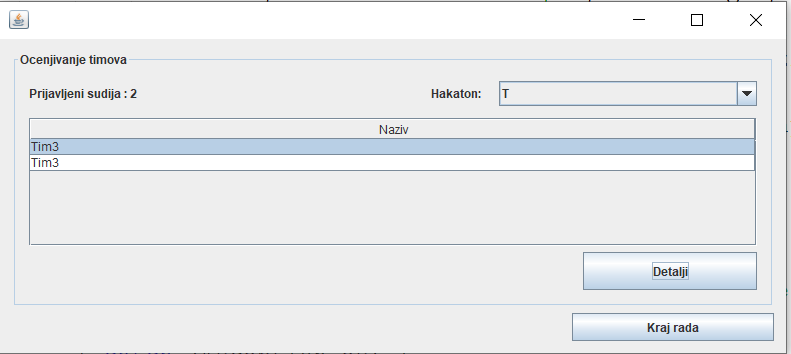 Ocenjivanje timova
Prijavljeni sudija : 2 Hakaton: T
Naziv
Tim3
Tim3
Detalji
Kraj rada